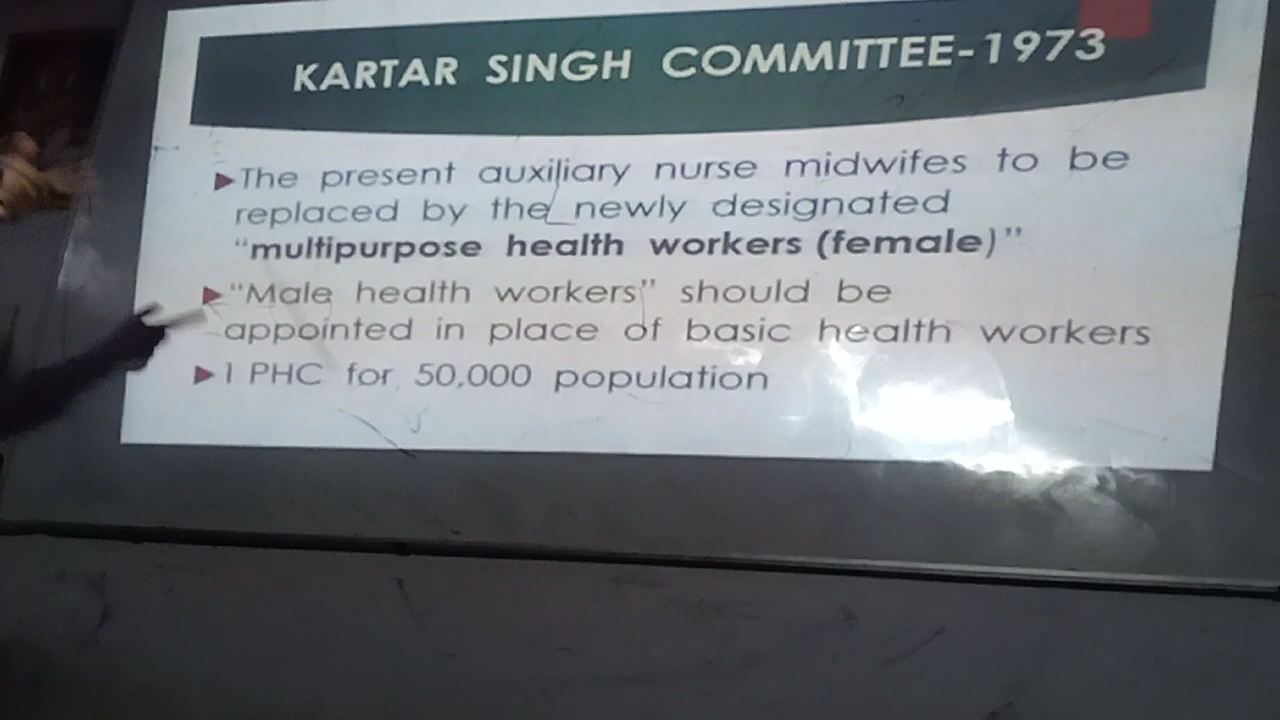 KARTAR SINGH COMMITTEE-1973
The present auxiliary nurse midwifes to be
replaced by the newly designated
"multipurpose health workers (female)"
"Male health workers" should be
appointed in place of basic health workers
1 PHC for 50,000 population